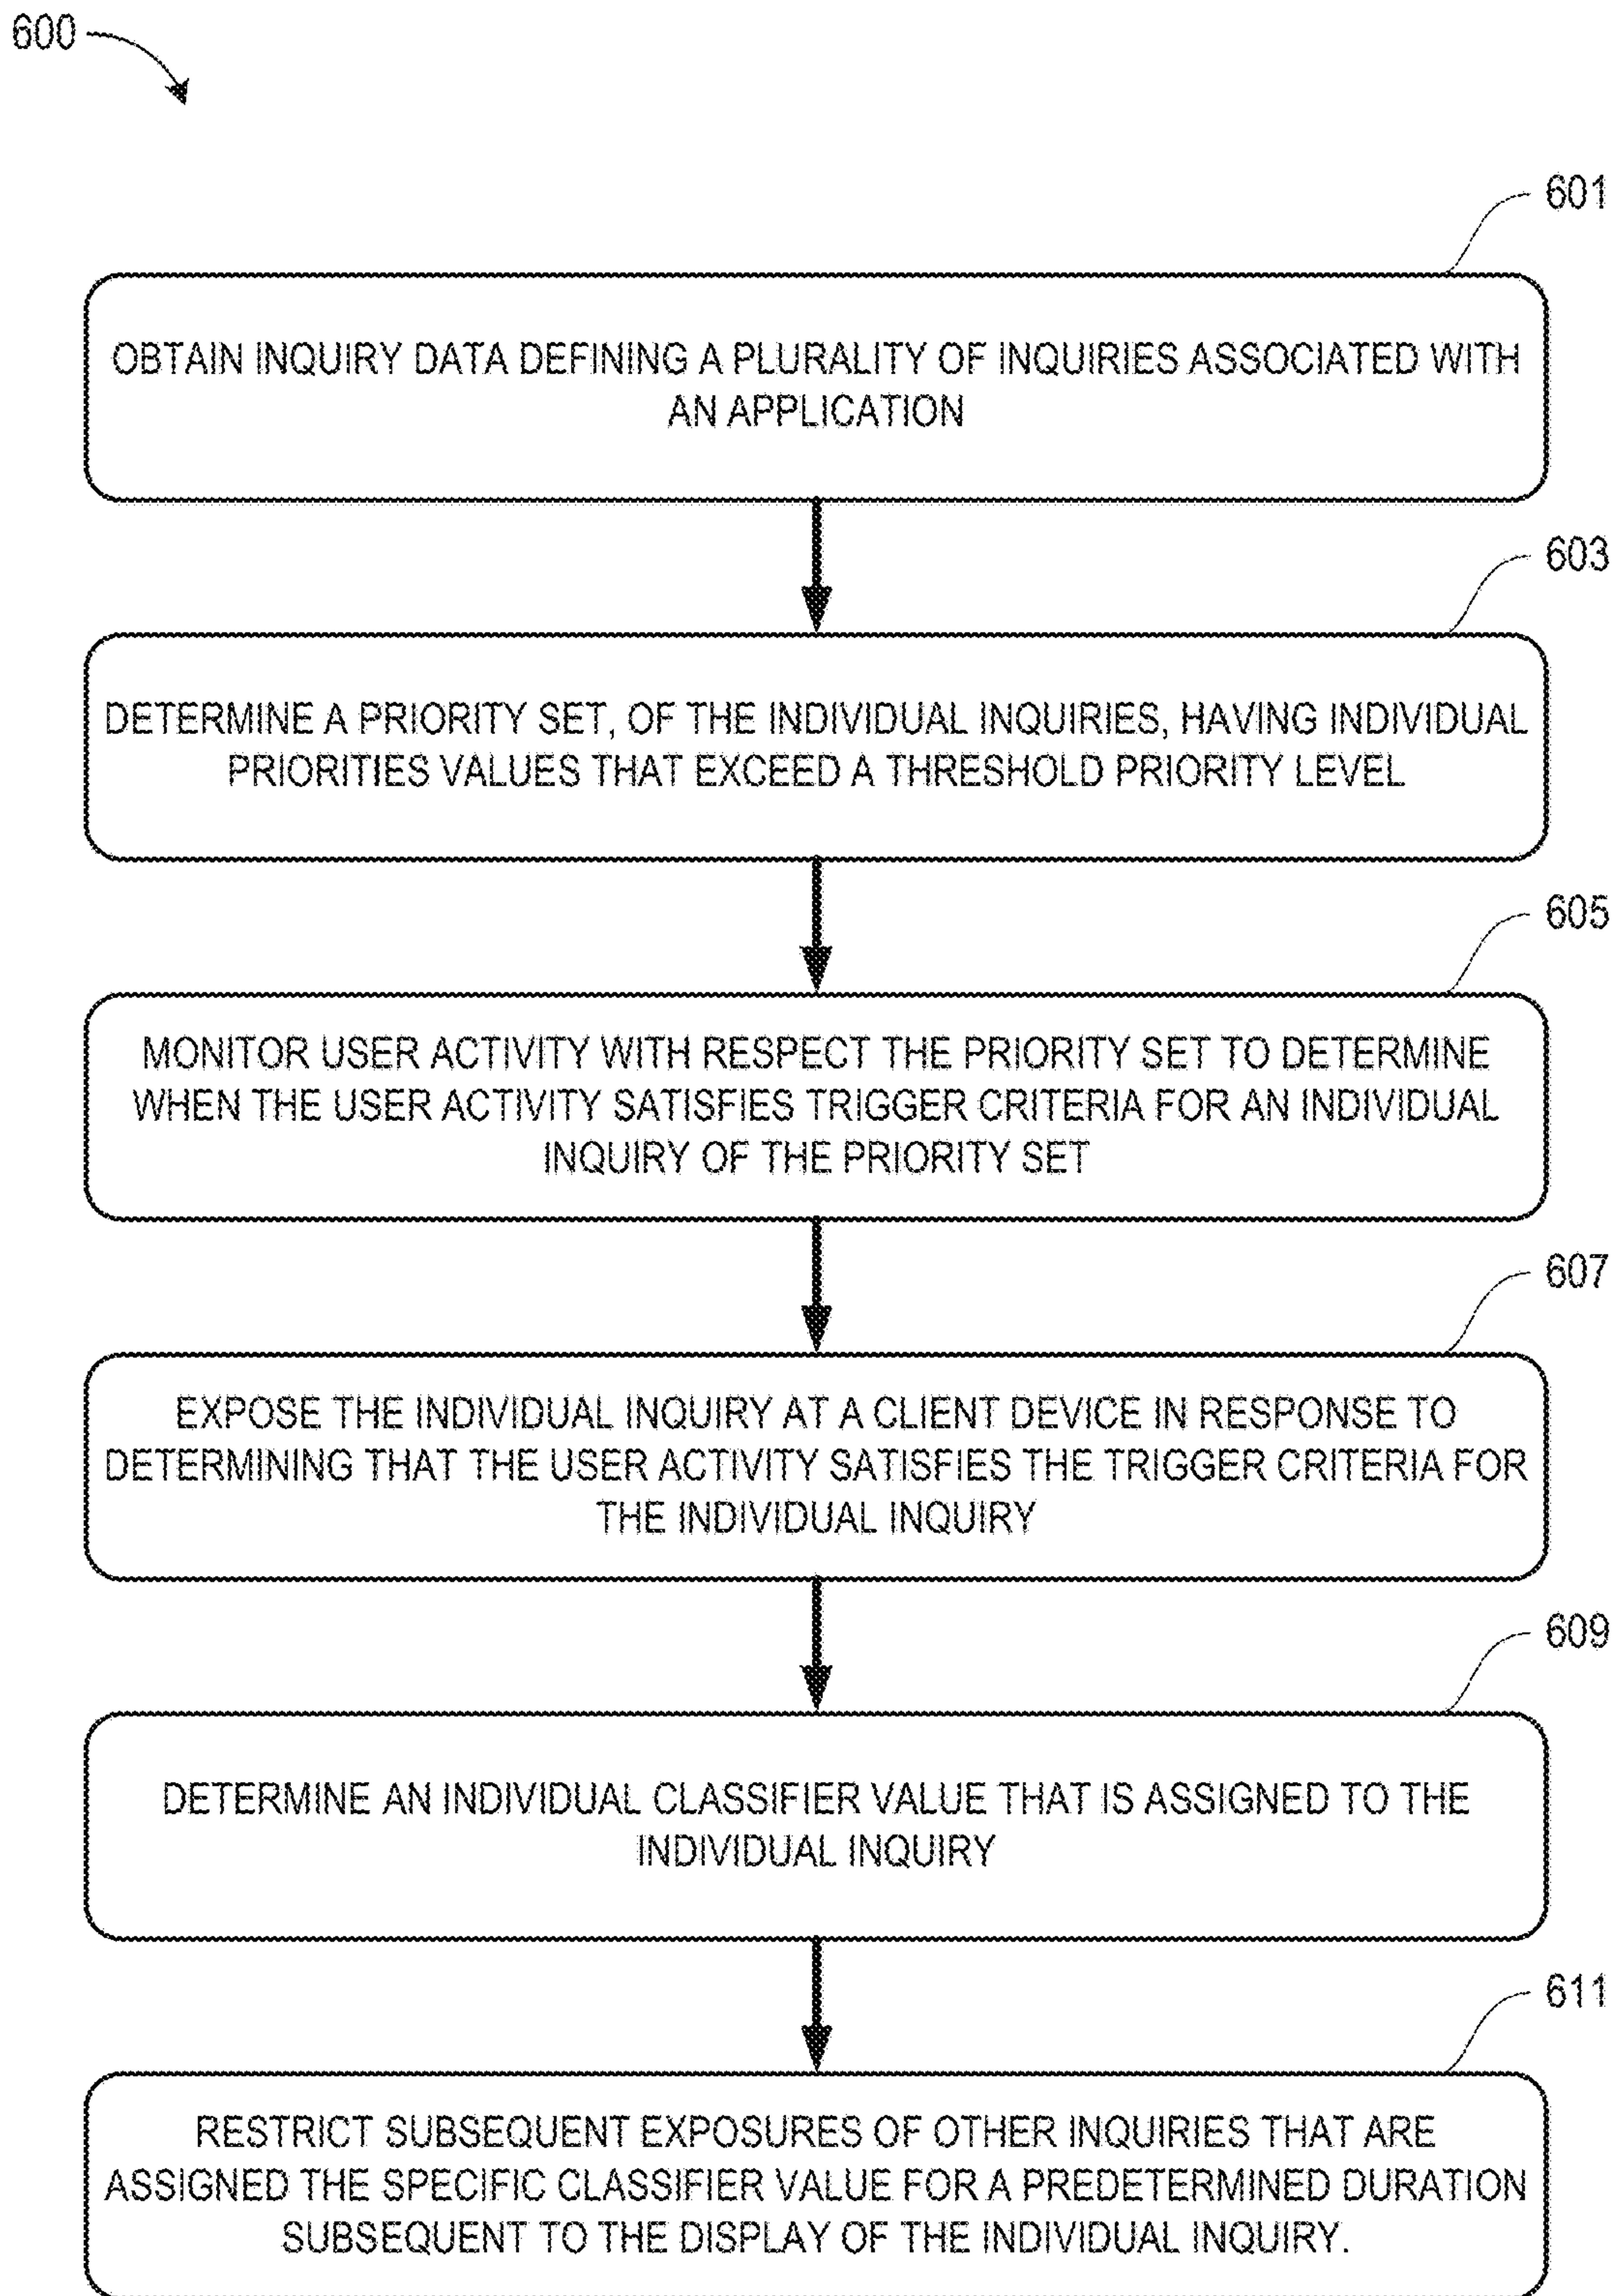 600
601
OBTAIN INQUIRY DATA DEFINING A PLURALITY OF INQUIRIES ASSOCIATED WITH
AN APPLICATION
603
DETERMINE A PRIORITY SET, OF THE INDIVIDUAL INQUIRIES, HAVING INDIVIDUAL
PRIORITIES VALUES THAT EXCEED A THRESHOLD PRIORITY LEVEL
605
MONITOR USER ACTIVITY WITH RESPECT THE PRIORITY SET TO DETERMINE
WHEN THE USER ACTIVITY SATISFIES TRIGGER CRITERIA FOR AN INDIVIDUAL
INQUIRY OF THE PRIORITY SET
607
EXPOSE THE INDIVIDUAL INQUIRY AT A CLIENT DEVICE IN RESPONSE TO
DETERMINING THAT THE USER ACTIVITY SATISFIES THE TRIGGER CRITERIA FOR
THE INDIVIDUAL INQUIRY
609
DETERMINE AN INDIVIDUAL CLASSIFIER VALUE THAT IS ASSIGNED TO THE
INDIVIDUAL INQUIRY
611
RESTRICT SUBSEQUENT EXPOSURES OF OTHER INQUIRIES THAT ARE
ASSIGNED THE SPECIFIC CLASSIFIER VALUE FOR A PREDETERMINED DURATION
SUBSEQUENT TO THE DISPLAY OF THE INDIVIDUAL INQUIRY.